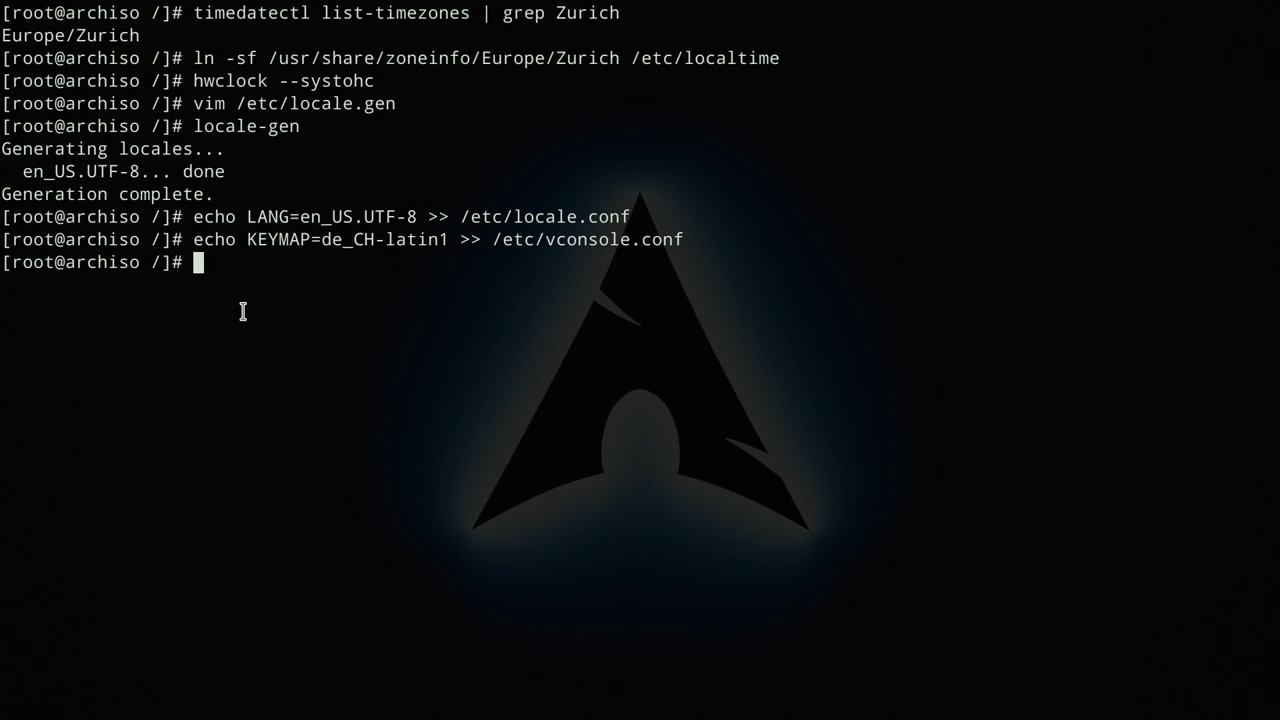 [root@archiso /]# timedatectl list-timezones | grep Zurich
Europe/Zurich
[root@archiso /]# ln -sf /usr/share/zoneinfo/Europe/Zurich /etc/localtime
[root@archiso /]# hwclock --systohc
[root@archiso /]# vim /etc/locale.gen
[root@archiso /]# locale-gen
Generating locales...
  en_US.UTF-8... done
Generation complete.
[root@archiso /]# echo LANG=en_US.UTF-8 >> /etc/locale.conf
[root@archiso /]# echo KEYMAP=de_CH-latin1 >> /etc/vconsole.conf
[root@archiso /]#